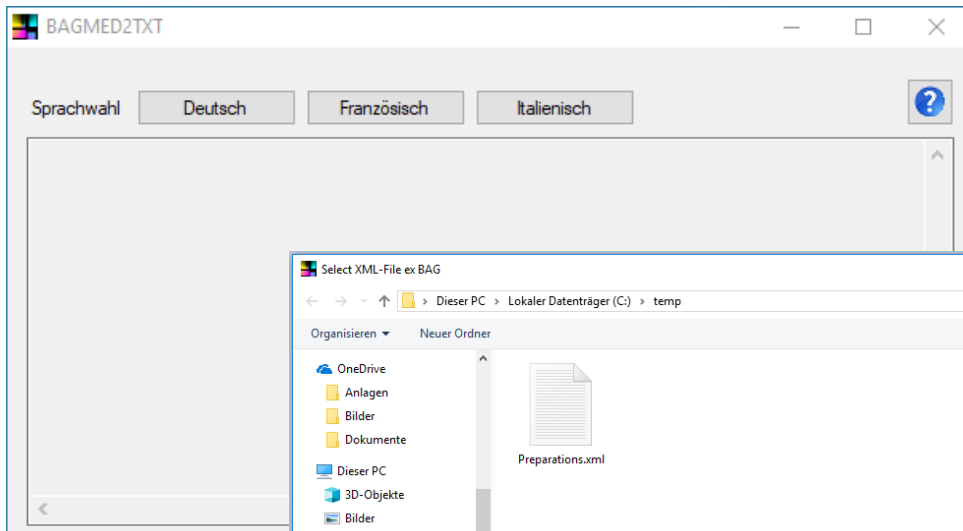 BAGMED2TXT
Sprachwahl Deutsch Französisch Italienisch
Select XML-File ex BAG
Dieser PC > Lokaler Datenträger (C:) > temp
Organisieren Neuer Ordner
OneDrive
Anlagen
Bilder
Dokumente
Dieser PC
3D-Objekte
Bilder
Preparations.xml